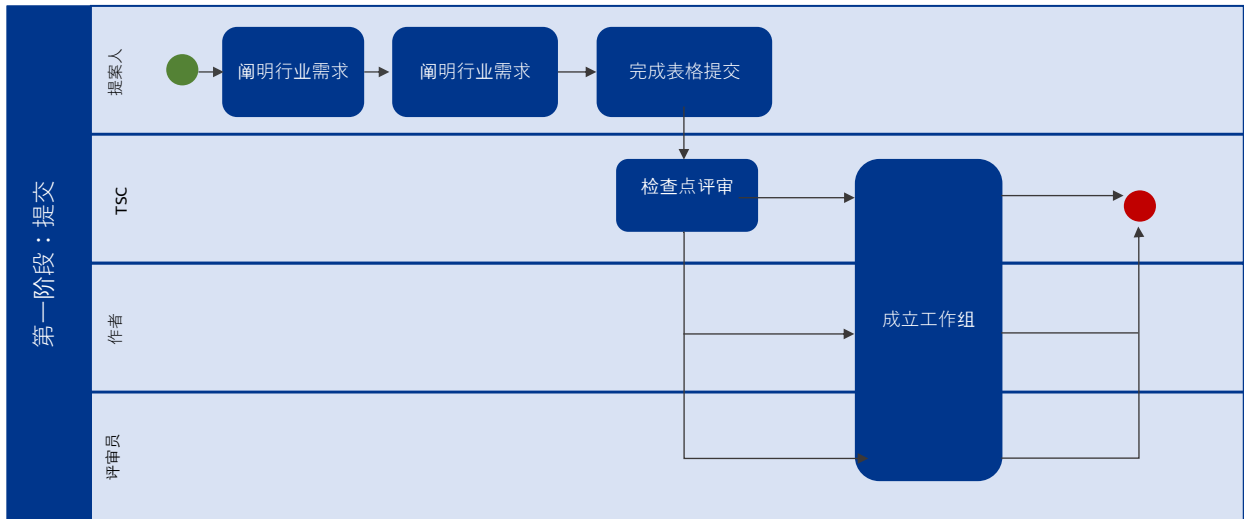 第一阶段：提交
提案人
阐明行业需求
阐明行业需求
完成表格提交
TSC
检查点评审
作者
成立工作组
评审员